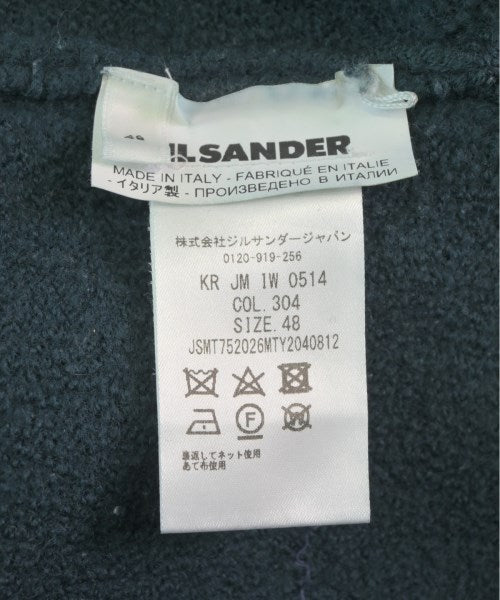 48
IL SANDER
MADE IN ITALY - FABRIQUÉ EN ITALIE
- イタリア製 - ПРОИЗВЕДЕНО В ИТАЛИИ
株式会社ジルサンダージャパン
0120-919-256
KR JM IW 0514
COL. 304
SIZE. 48
JSMT752026MTY2040812
F
W
裏返してネット使用
あて布使用